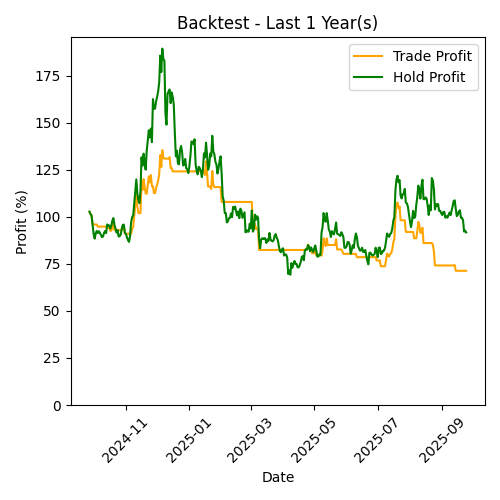 Backtest - Last 1 Year(s)
Trade Profit
Hold Profit
Profit (%)
175
150
125
100
75
50
25
0
2024-11
2025-01
2025-03
2025-05
2025-07
2025-09
Date